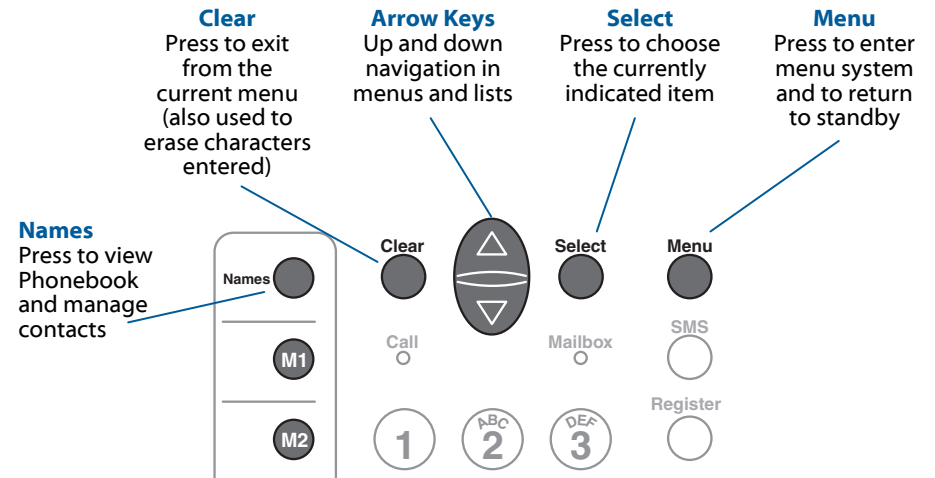 Clear
Press to exit
from the
current menu
(also used to
erase characters
entered)
Arrow Keys
Up and down
navigation in
menus and lists
Select
Press to choose
the currently
indicated item
Menu
Press to enter
menu system
and to return
to standby
Names
Press to view
Phonebook
and manage
contacts
Names
Clear
Select
Menu
M1
Call
Mailbox
SMS
M2
1
ABC
2
DEF
3
Register